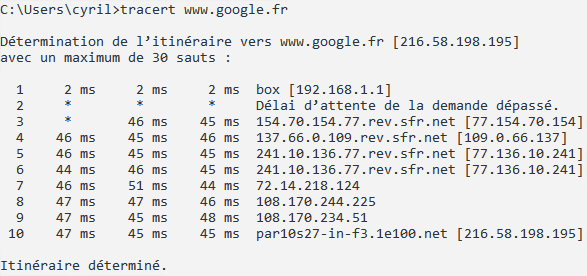 C:\Users\cyril>tracert www.google.fr
Détermination de l’itinéraire vers www.google.fr [216.58.198.195]
avec un maximum de 30 sauts :
1 2 ms 2 ms 2 ms box [192.168.1.1]
2 * * * Délai d’attente de la demande dépassé.
3 * 46 ms 45 ms 154.70.154.77.rev.sfr.net [77.154.70.154]
4 46 ms 45 ms 46 ms 137.66.0.109.rev.sfr.net [109.0.66.137]
5 46 ms 45 ms 45 ms 241.10.136.77.rev.sfr.net [77.136.10.241]
6 44 ms 46 ms 45 ms 241.10.136.77.rev.sfr.net [77.136.10.241]
7 46 ms 51 ms 44 ms 72.14.218.124
8 47 ms 47 ms 46 ms 108.170.244.225
9 47 ms 45 ms 48 ms 108.170.234.51
10 47 ms 45 ms 45 ms par10s27-in-f3.1e100.net [216.58.198.195]
Itinéraire déterminé.